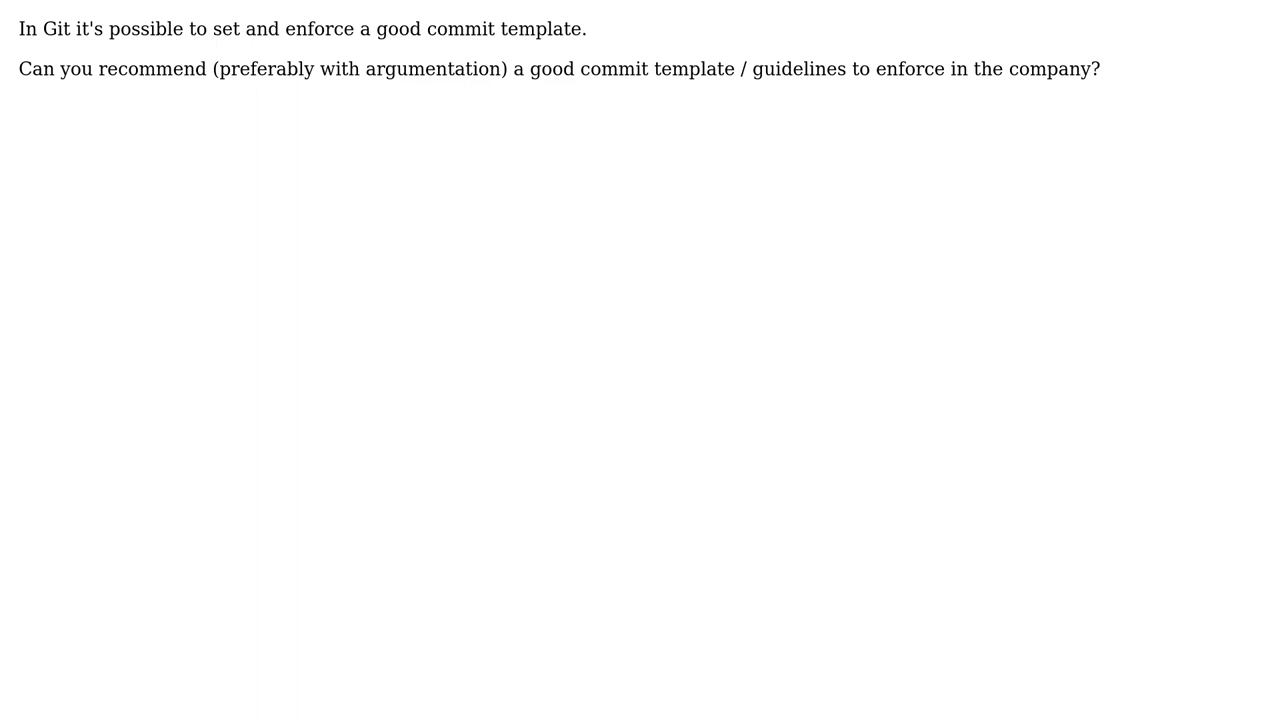 In Git it's possible to set and enforce a good commit template.
Can you recommend (preferably with argumentation) a good commit template / guidelines to enforce in the company?